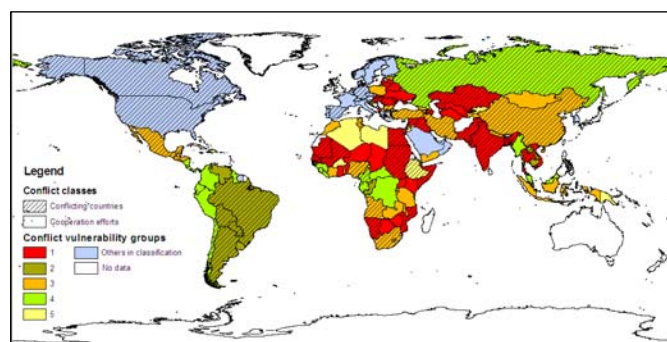 Legend
Conflict classes
Conflicting countries
Cooperation efforts
Conflict vulnerability groups
1
2
3
4
5
Others in classification
No data